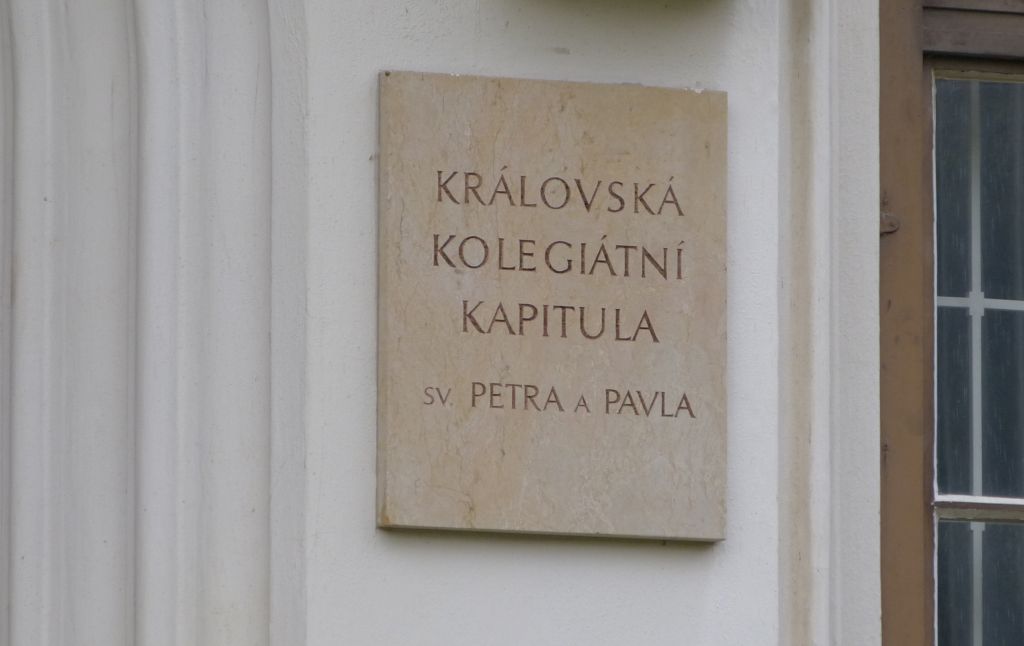 KRÁLOVSKÁ
KOLEGIÁTNÍ
KAPITULA
SV. PETRA A PAVLA